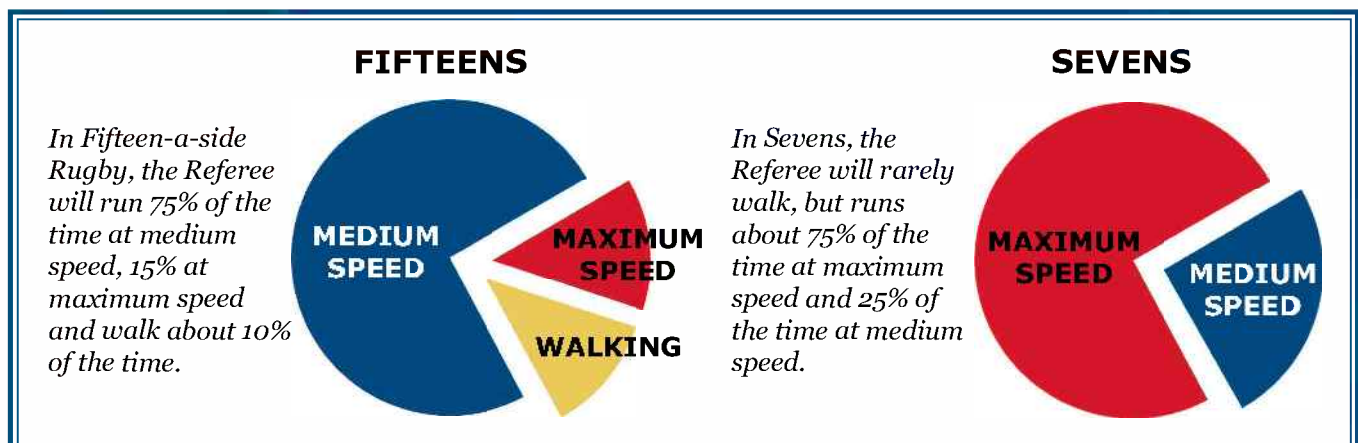 FIFTEENS
In Fifteen-a-side
Rugby, the Referee
will run 75% of the
time at medium
speed, 15% at
maximum speed
and walk about 10%
of the time.
MEDIUM
SPEED
MAXIMUM
SPEED
WALKING
SEVENS
In Sevens, the
Referee will rarely
walk, but runs
about 75% of the
time at maximum
speed and 25% of
the time at medium
speed.
MAXIMUM
SPEED
MEDIUM
SPEED